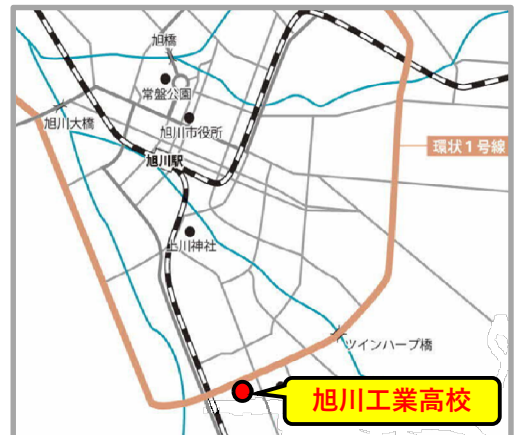 旭橋
常盤公園
旭川大橋
旭川市役所
環状1号線
旭川駅
上川神社
ツインハープ橋
旭川工業高校